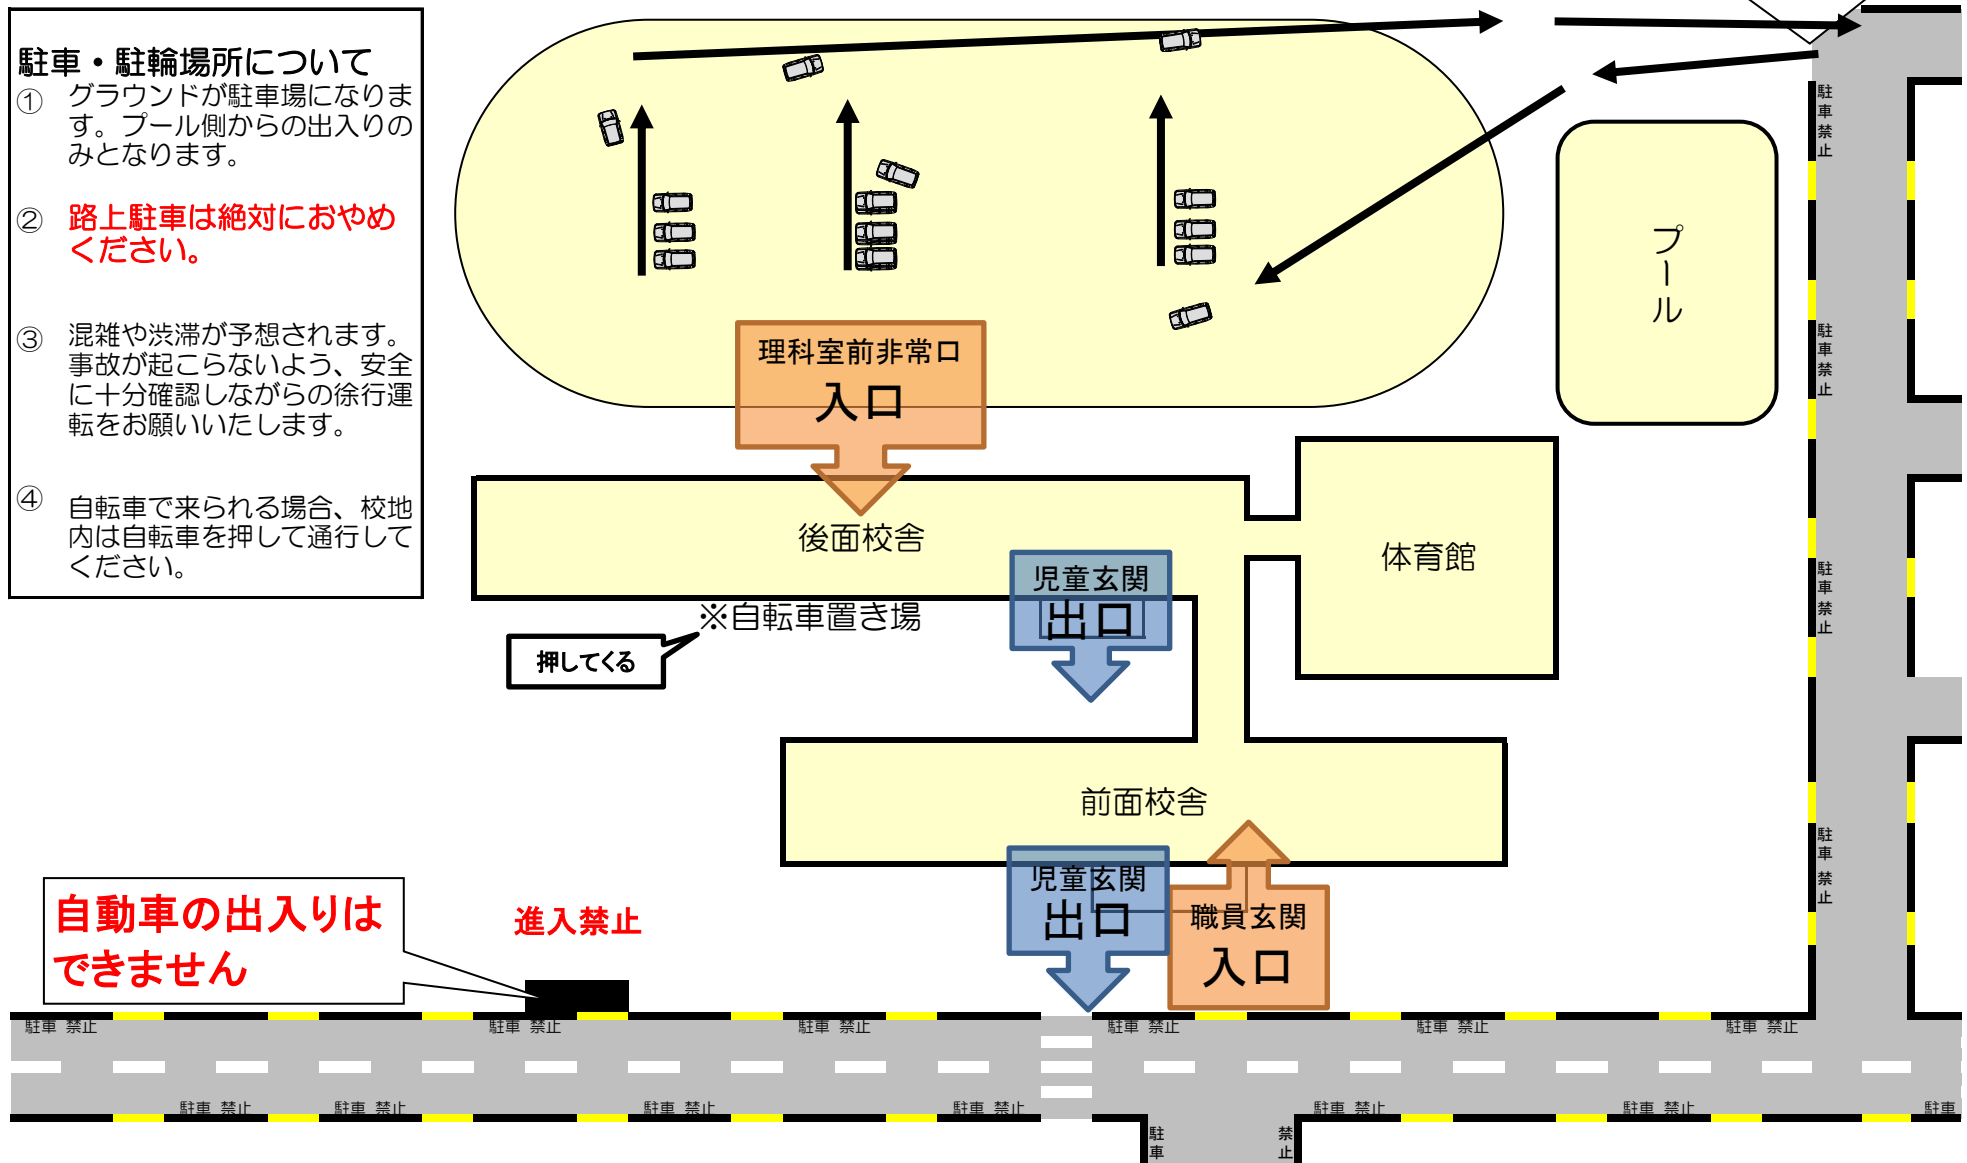 駐車・駐輪場所について
① グラウンドが駐車場になりま
す。プール側からの出入りの
みとなります。
② 路上駐車は絶対におやめ
ください。
③ 混雑や渋滞が予想されます。
事故が起こらないよう、安全
に十分確認しながらの徐行運
転をお願いいたします。
④ 自転車で来られる場合、校地
内は自転車を押して通行して
ください。
プール
理科室前非常口
入口
後面校舎
体育館
児童玄関
出口
※自転車置き場
押してくる
前面校舎
児童玄関
出口
職員玄関
入口
自動車の出入りは
できません
進入禁止
駐車禁止
駐車禁止
駐車禁止
駐車禁止
駐車 禁止
駐車 禁止
駐車 禁止
駐車 禁止
駐車 禁止
駐車 禁止
駐車 禁止
駐車 禁止
駐車 禁止
駐車 禁止
駐車 禁止
駐車 禁止
駐車
駐車
禁止